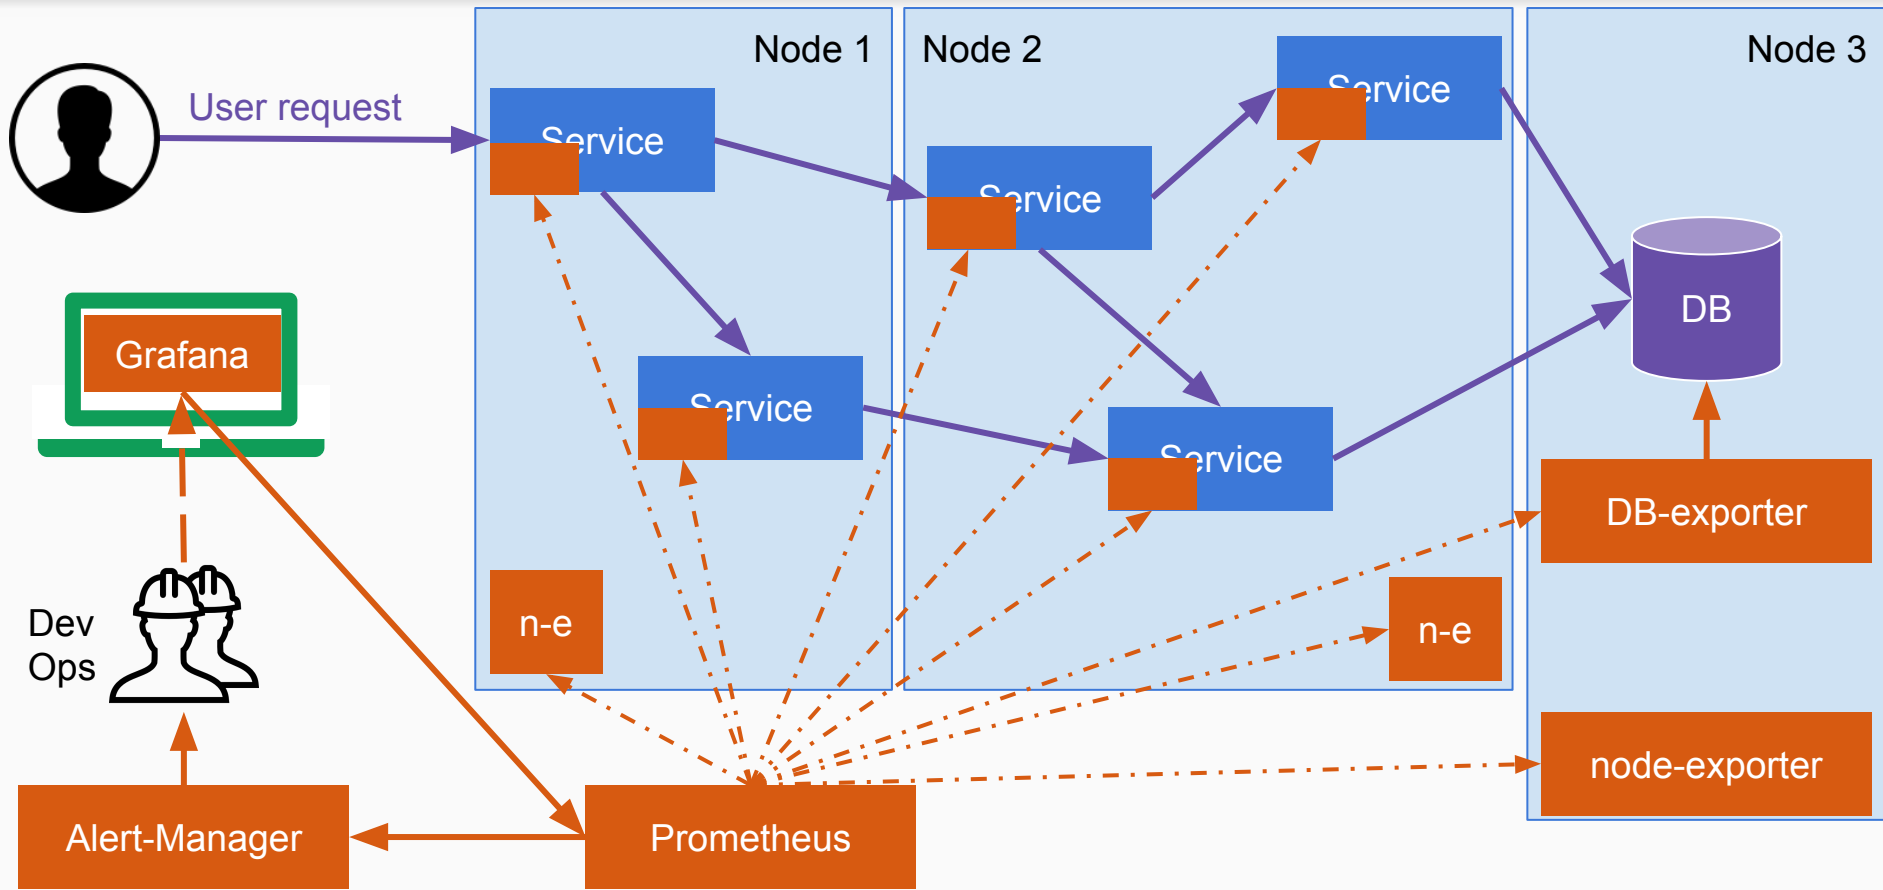 Node 1
Node 2
Node 3
User request
Service
Service
Service
Service
Service
DB
Grafana
DB-exporter
n-e
n-e
Dev
Ops
node-exporter
Alert-Manager
Prometheus